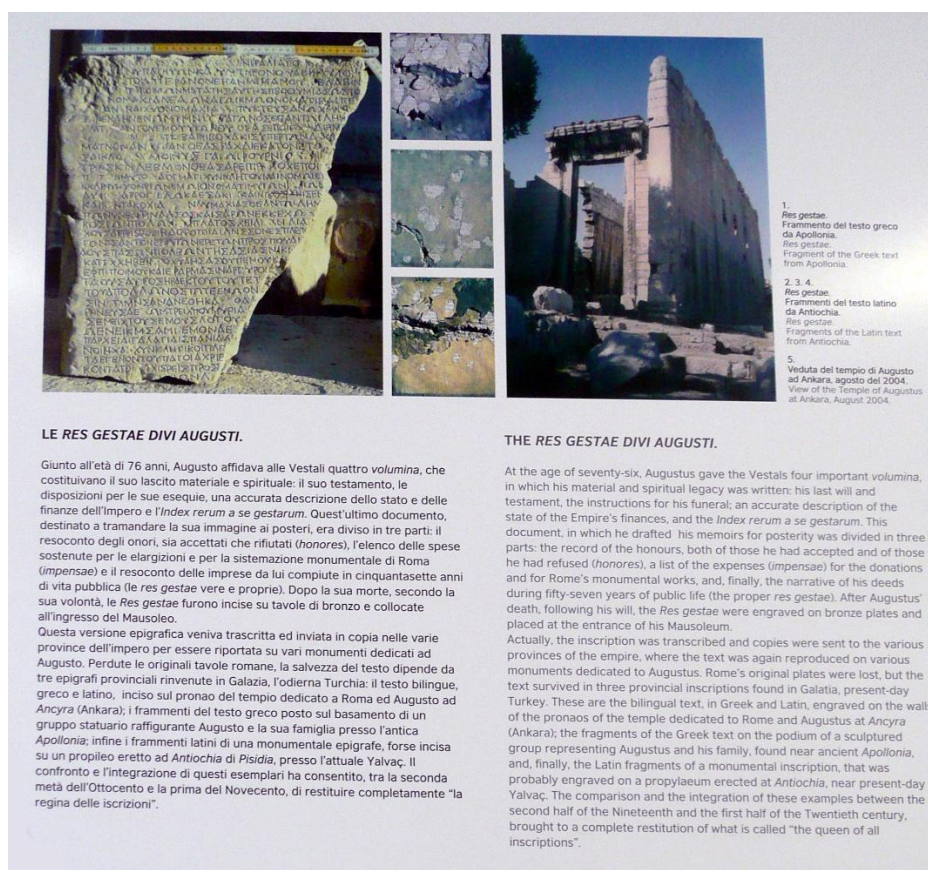 1.
Res gestae.
Frammento del testo greco
da Apollonia.
Res gestae.
Fragment of the Greek text
from Apollonia.
2. 3. 4.
Res gestae.
Frammenti del testo latino
da Antiochia.
Res gestae.
Fragments of the Latin text
from Antiochia.
5.
Veduta del tempio di Augusto
ad Ankara, agosto del 2004.
View of the Temple of Augustus
at Ankara, August 2004.
LE RES GESTAE DIVI AUGUSTI.
Giunto all'età di 76 anni, Augusto affidava alle Vestali quattro volumina, che
costituivano il suo lascito materiale e spirituale: il suo testamento, le
disposizioni per le sue esequie, una accurata descrizione dello stato e delle
finanze dell'Impero e l'Index rerum a se gestarum. Quest'ultimo documento,
destinato a tramandare la sua immagine ai posteri, era diviso in tre parti: il
resoconto degli onori, sia accettati che rifiutati (honores), l'elenco delle spese
sostenute per le elargizioni e per la sistemazione monumentale di Roma
(impensae) e il resoconto delle imprese da lui compiute in cinquantasette anni
di vita pubblica (le res gestae vere e proprie). Dopo la sua morte, secondo la
sua volontà, le Res gestae furono incise su tavole di bronzo e collocate
all'ingresso del Mausoleo.
Questa versione epigrafica veniva trascritta ed inviata in copia nelle varie
province dell'impero per essere riportata su vari monumenti dedicati ad
Augusto. Perdute le originali tavole romane, la salvezza del testo dipende da
tre epigrafi provinciali rinvenute in Galazia, l'odierna Turchia: il testo bilingue,
greco e latino, inciso sul pronao del tempio dedicato a Roma ed Augusto ad
Ancyra (Ankara); i frammenti del testo greco posto sul basamento di un
gruppo statuario raffigurante Augusto e la sua famiglia presso l'antica
Apollonia; infine i frammenti latini di una monumentale epigrafe, forse incisa
su un propileo eretto ad Antiochia di Pisidia, presso l'attuale Yalvaç. Il
confronto e l'integrazione di questi esemplari ha consentito, tra la seconda
metà dell'Ottocento e la prima del Novecento, di restituire completamente "la
regina delle iscrizioni".
THE RES GESTAE DIVI AUGUSTI.
At the age of seventy-six, Augustus gave the Vestals four important volumina,
in which his material and spiritual legacy was written: his last will and
testament, the instructions for his funeral; an accurate description of the
state of the Empire's finances, and the Index rerum a se gestarum. This
document, in which he drafted his memoirs for posterity was divided in three
parts: the record of the honours, both of those he had accepted and of those
he had refused (honores), a list of the expenses (impensae) for the donations
and for Rome's monumental works, and, finally, the narrative of his deeds
during fifty-seven years of public life (the proper res gestae). After Augustus'
death, following his will, the Res gestae were engraved on bronze plates and
placed at the entrance of his Mausoleum.
Actually, the inscription was transcribed and copies were sent to the various
provinces of the empire, where the text was again reproduced on various
monuments dedicated to Augustus. Rome's original plates were lost, but the
text survived in three provincial inscriptions found in Galatia, present-day
Turkey. These are the bilingual text, in Greek and Latin, engraved on the walls
of the pronaos of the temple dedicated to Rome and Augustus at Ancyra
(Ankara); the fragments of the Greek text on the podium of a sculptured
group representing Augustus and his family, found near ancient Apollonia,
and, finally, the Latin fragments of a monumental inscription, that was
probably engraved on a propylaeum erected at Antiochia, near present-day
Yalvaç. The comparison and the integration of these examples between the
second half of the Nineteenth and the first half of the Twentieth century,
brought to a complete restitution of what is called "the queen of all
inscriptions".